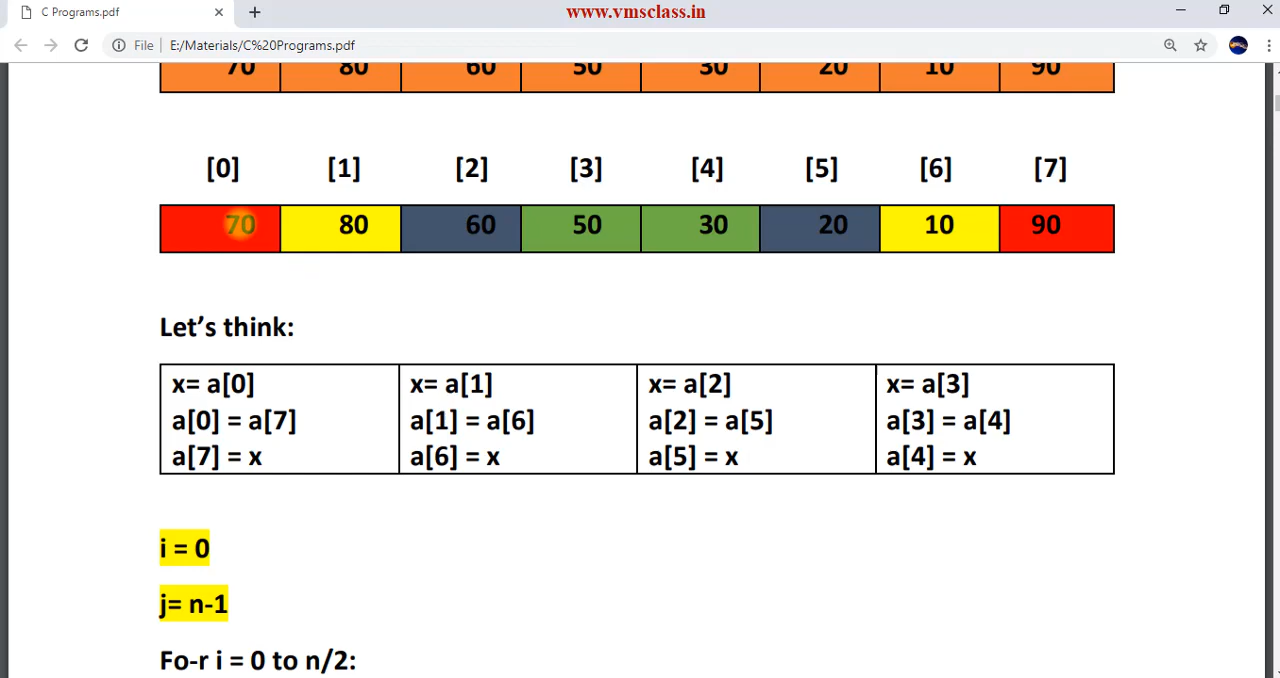 C Programs.pdf
www.vmsclass.in
File E:/Materials/C%20Programs.pdf
70 80 60 50 30 20 10 90
[0] [1] [2] [3] [4] [5] [6] [7]
70 80 60 50 30 20 10 90
Let’s think:
x= a[0] x= a[1] x= a[2] x= a[3]
a[0] = a[7] a[1] = a[6] a[2] = a[5] a[3] = a[4]
a[7] = x a[6] = x a[5] = x a[4] = x
i = 0
j= n-1
Fo-r i = 0 to n/2: